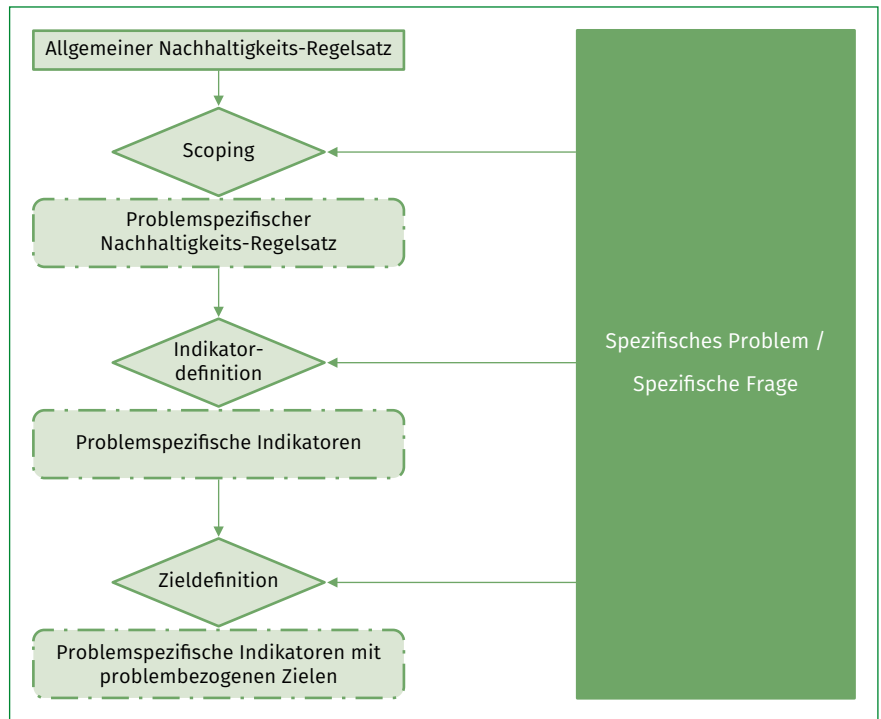 Allgemeiner Nachhaltigkeits-Regelsatz
Scoping
Problemspezifischer
Nachhaltigkeits-Regelsatz
Indikator-
definition
Problemspezifische Indikatoren
Zieldefinition
Problemspezifische Indikatoren mit
problembezogenen Zielen
Spezifisches Problem /
Spezifische Frage